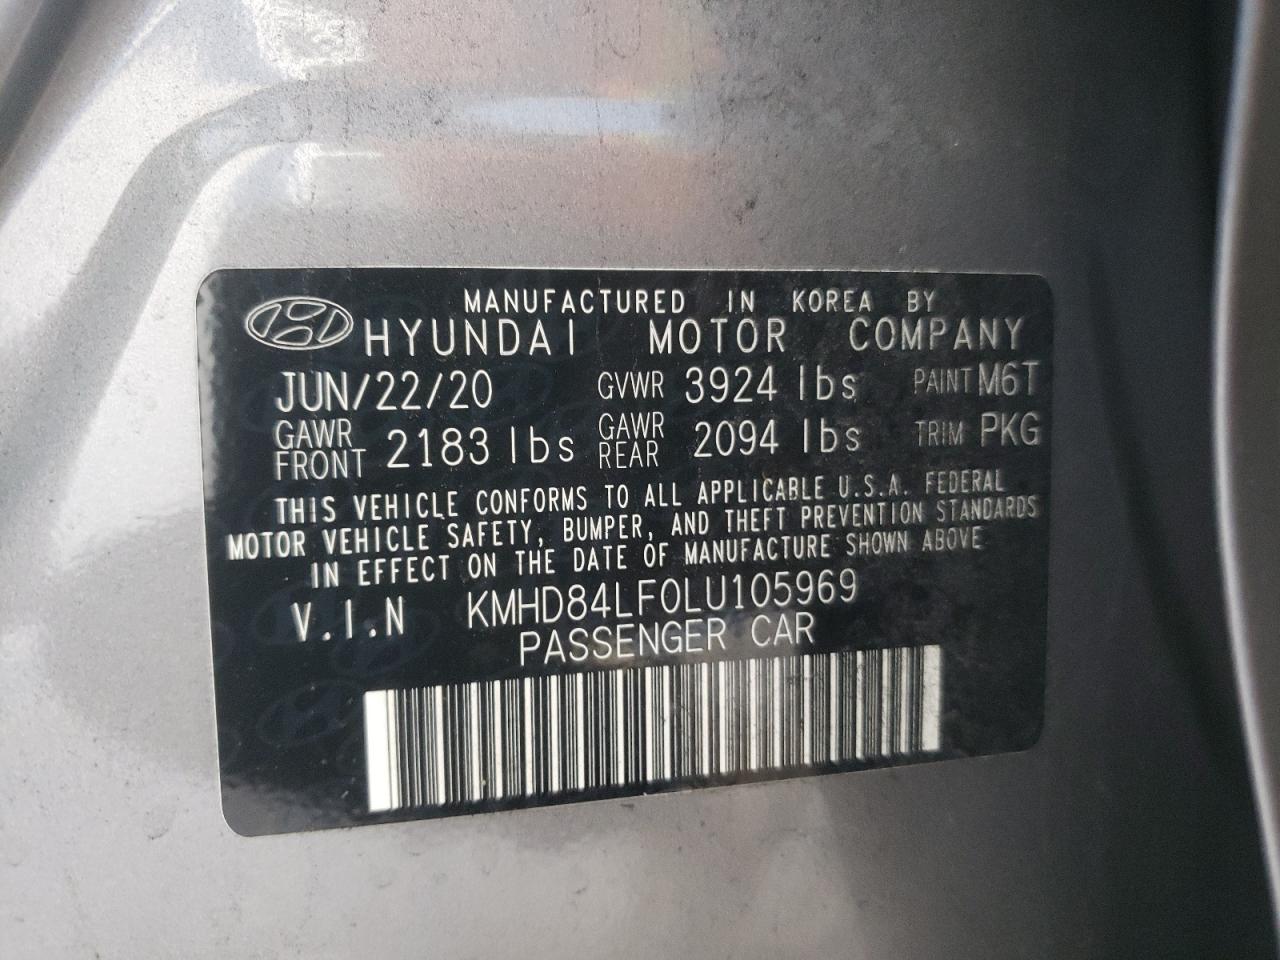 MANUFACTURED IN KOREA BY
HYUNDAI MOTOR COMPANY
JUN/22/20 GVWR 3924 lbs PAINT M6T
GAWR FRONT 2183 lbs GAWR REAR 2094 lbs TRIM PKG
THIS VEHICLE CONFORMS TO ALL APPLICABLE U.S.A. FEDERAL
MOTOR VEHICLE SAFETY, BUMPER, AND THEFT PREVENTION STANDARDS
IN EFFECT ON THE DATE OF MANUFACTURE SHOWN ABOVE
V.I.N KMHD84LF0LU105969
PASSENGER CAR